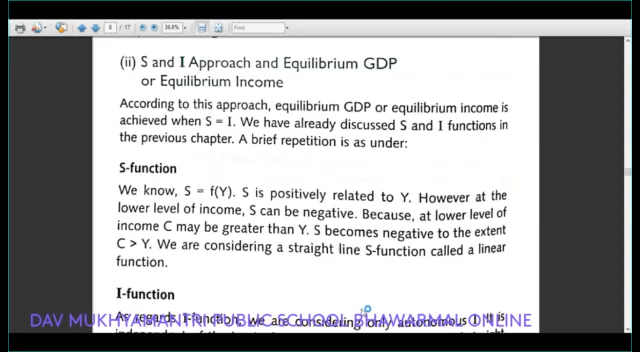 8 / 17
39.8%
Find
(ii) S and I Approach and Equilibrium GDP
or Equilibrium Income
According to this approach, equilibrium GDP or equilibrium income is
achieved when S = I. We have already discussed S and I functions in
the previous chapter. A brief repetition is as under:
S-function
We know, S = f(Y). S is positively related to Y. However at the
lower level of income, S can be negative. Because, at lower level of
income C may be greater than Y. S becomes negative to the extent
C > Y. We are considering a straight line S-function called a linear
function.
I-function
As regards, I-function, we are considering only autonomous I. It is
DAV MUKHYAMANTRI PUBLIC SCHOOL BHAWARMAL ONLINE